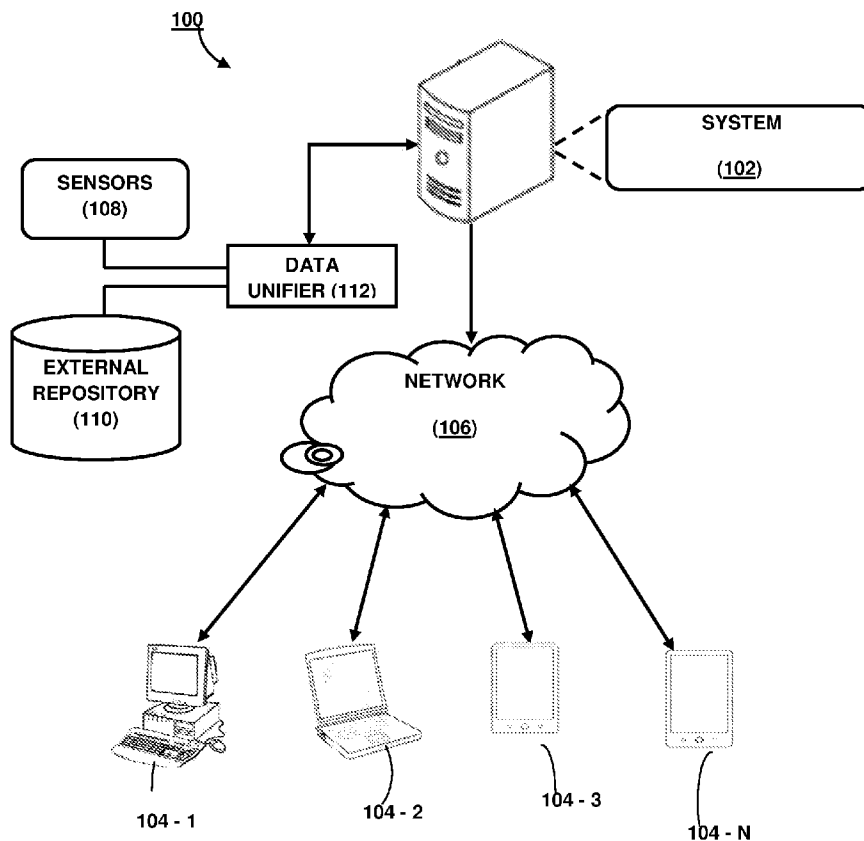 100
SYSTEM
(102)
SENSORS
(108)
DATA
UNIFIER (112)
EXTERNAL
REPOSITORY
(110)
NETWORK
(106)
104 - 1
104 - 2
104 - 3
104 - N